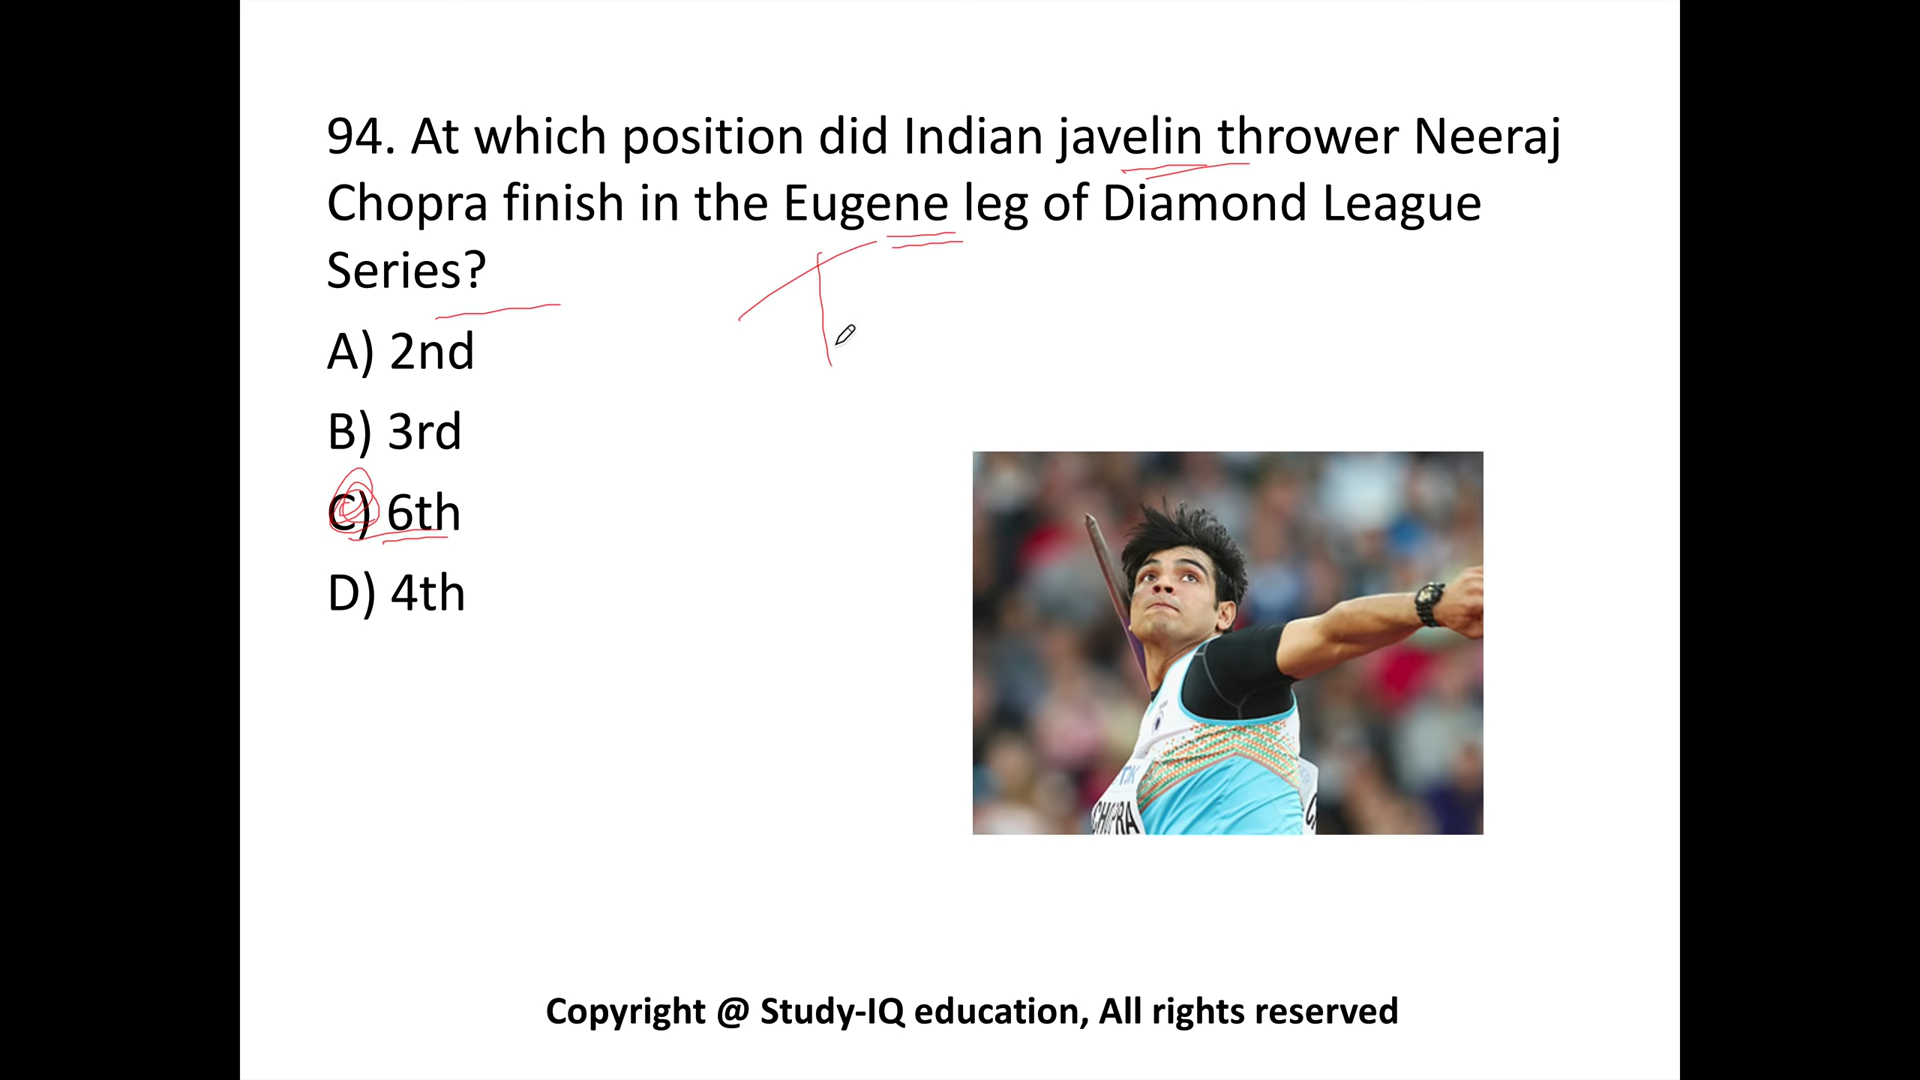 94. At which position did Indian javelin thrower Neeraj
Chopra finish in the Eugene leg of Diamond League
Series?
A) 2nd
B) 3rd
C) 6th
D) 4th
CHOPRA
Copyright @ Study-IQ education, All rights reserved